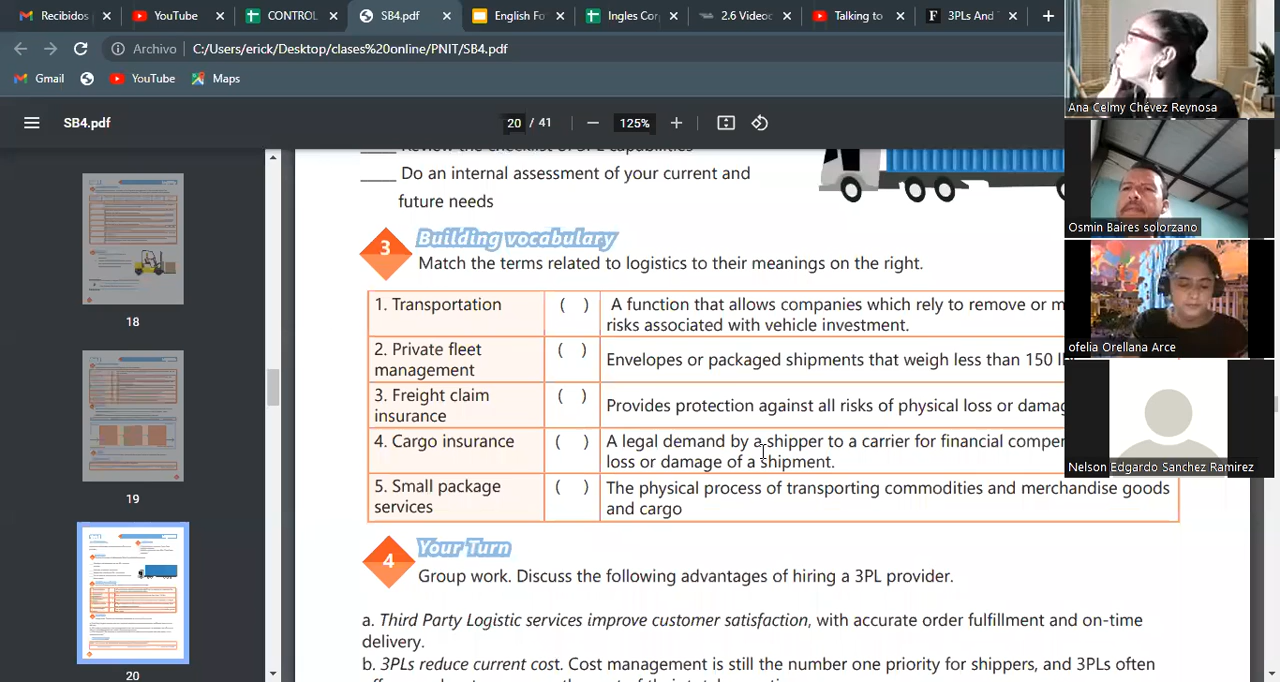 Recibidos
YouTube
CONTROL
SB4.pdf
English Fo
Ingles Cor
2.6 Videoc
Talking to
3PLs And
Archivo
C:/Users/erick/Desktop/clases%20online/PNIT/SB4.pdf
Gmail
YouTube
Maps
SB4.pdf
20 / 41
125%
18
19
20
Review the checklist of 3PL capabilities
____ Do an internal assessment of your current and
future needs
3 Building vocabulary
Match the terms related to logistics to their meanings on the right.
1. Transportation ( ) A function that allows companies which rely to remove or m
risks associated with vehicle investment.
2. Private fleet
management ( ) Envelopes or packaged shipments that weigh less than 150 l
3. Freight claim
insurance ( ) Provides protection against all risks of physical loss or damag
4. Cargo insurance ( ) A legal demand by a shipper to a carrier for financial compen
loss or damage of a shipment.
5. Small package
services ( ) The physical process of transporting commodities and merchandise goods
and cargo
4 Your Turn
Group work. Discuss the following advantages of hiring a 3PL provider.
a. Third Party Logistic services improve customer satisfaction, with accurate order fulfillment and on-time
delivery.
b. 3PLs reduce current cost. Cost management is still the number one priority for shippers, and 3PLs often
Ana Celmy Chévez Reynosa
Osmin Baires solorzano
ofelia Orellana Arce
Nelson Edgardo Sanchez Ramirez